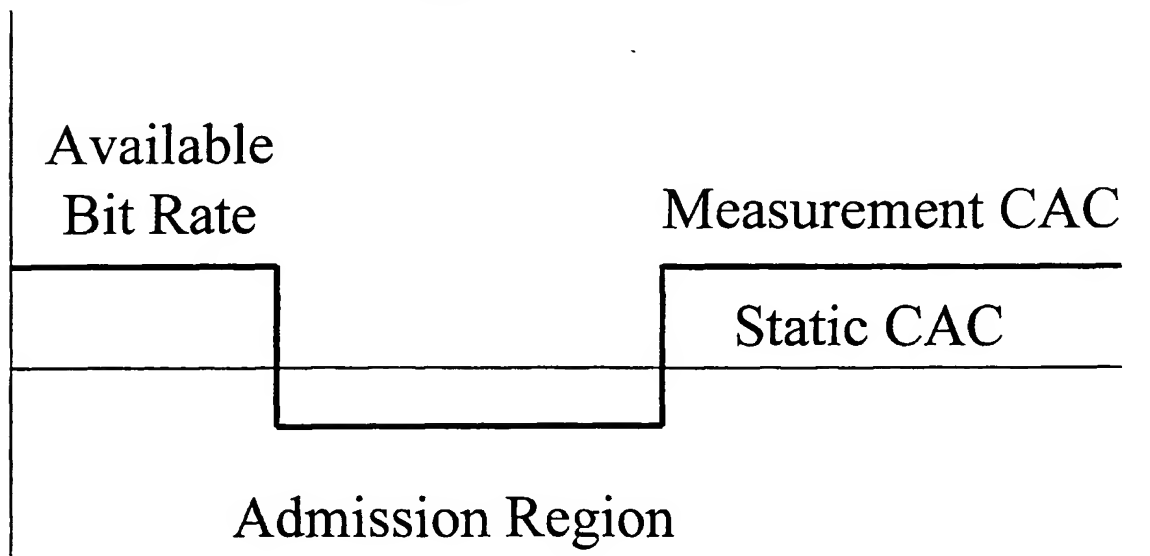 Available
Bit Rate
Measurement CAC
Static CAC
Admission Region